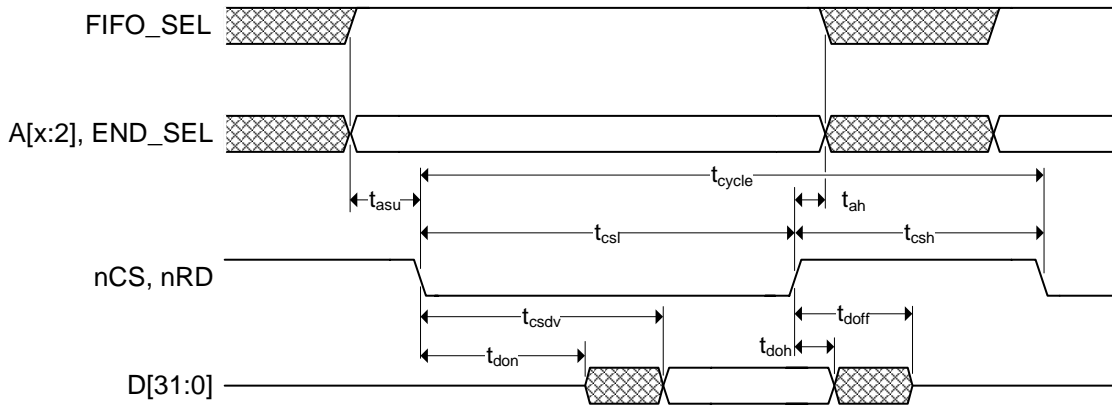 FIFO_SEL
A[x:2], END_SEL
tcycle
tasu
tah
tcsl
tcsh
nCS, nRD
tcsdv
tdoff
tdon
tdoh
D[31:0]